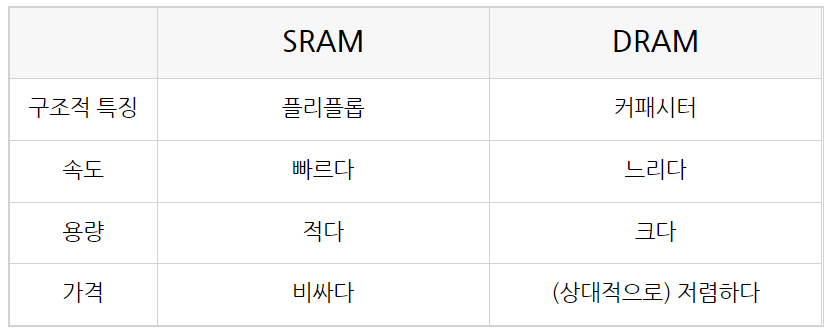 SRAM DRAM
구조적 특징 플리플롭 커패시터
속도 빠르다 느리다
용량 적다 크다
가격 비싸다 (상대적으로) 저렴하다